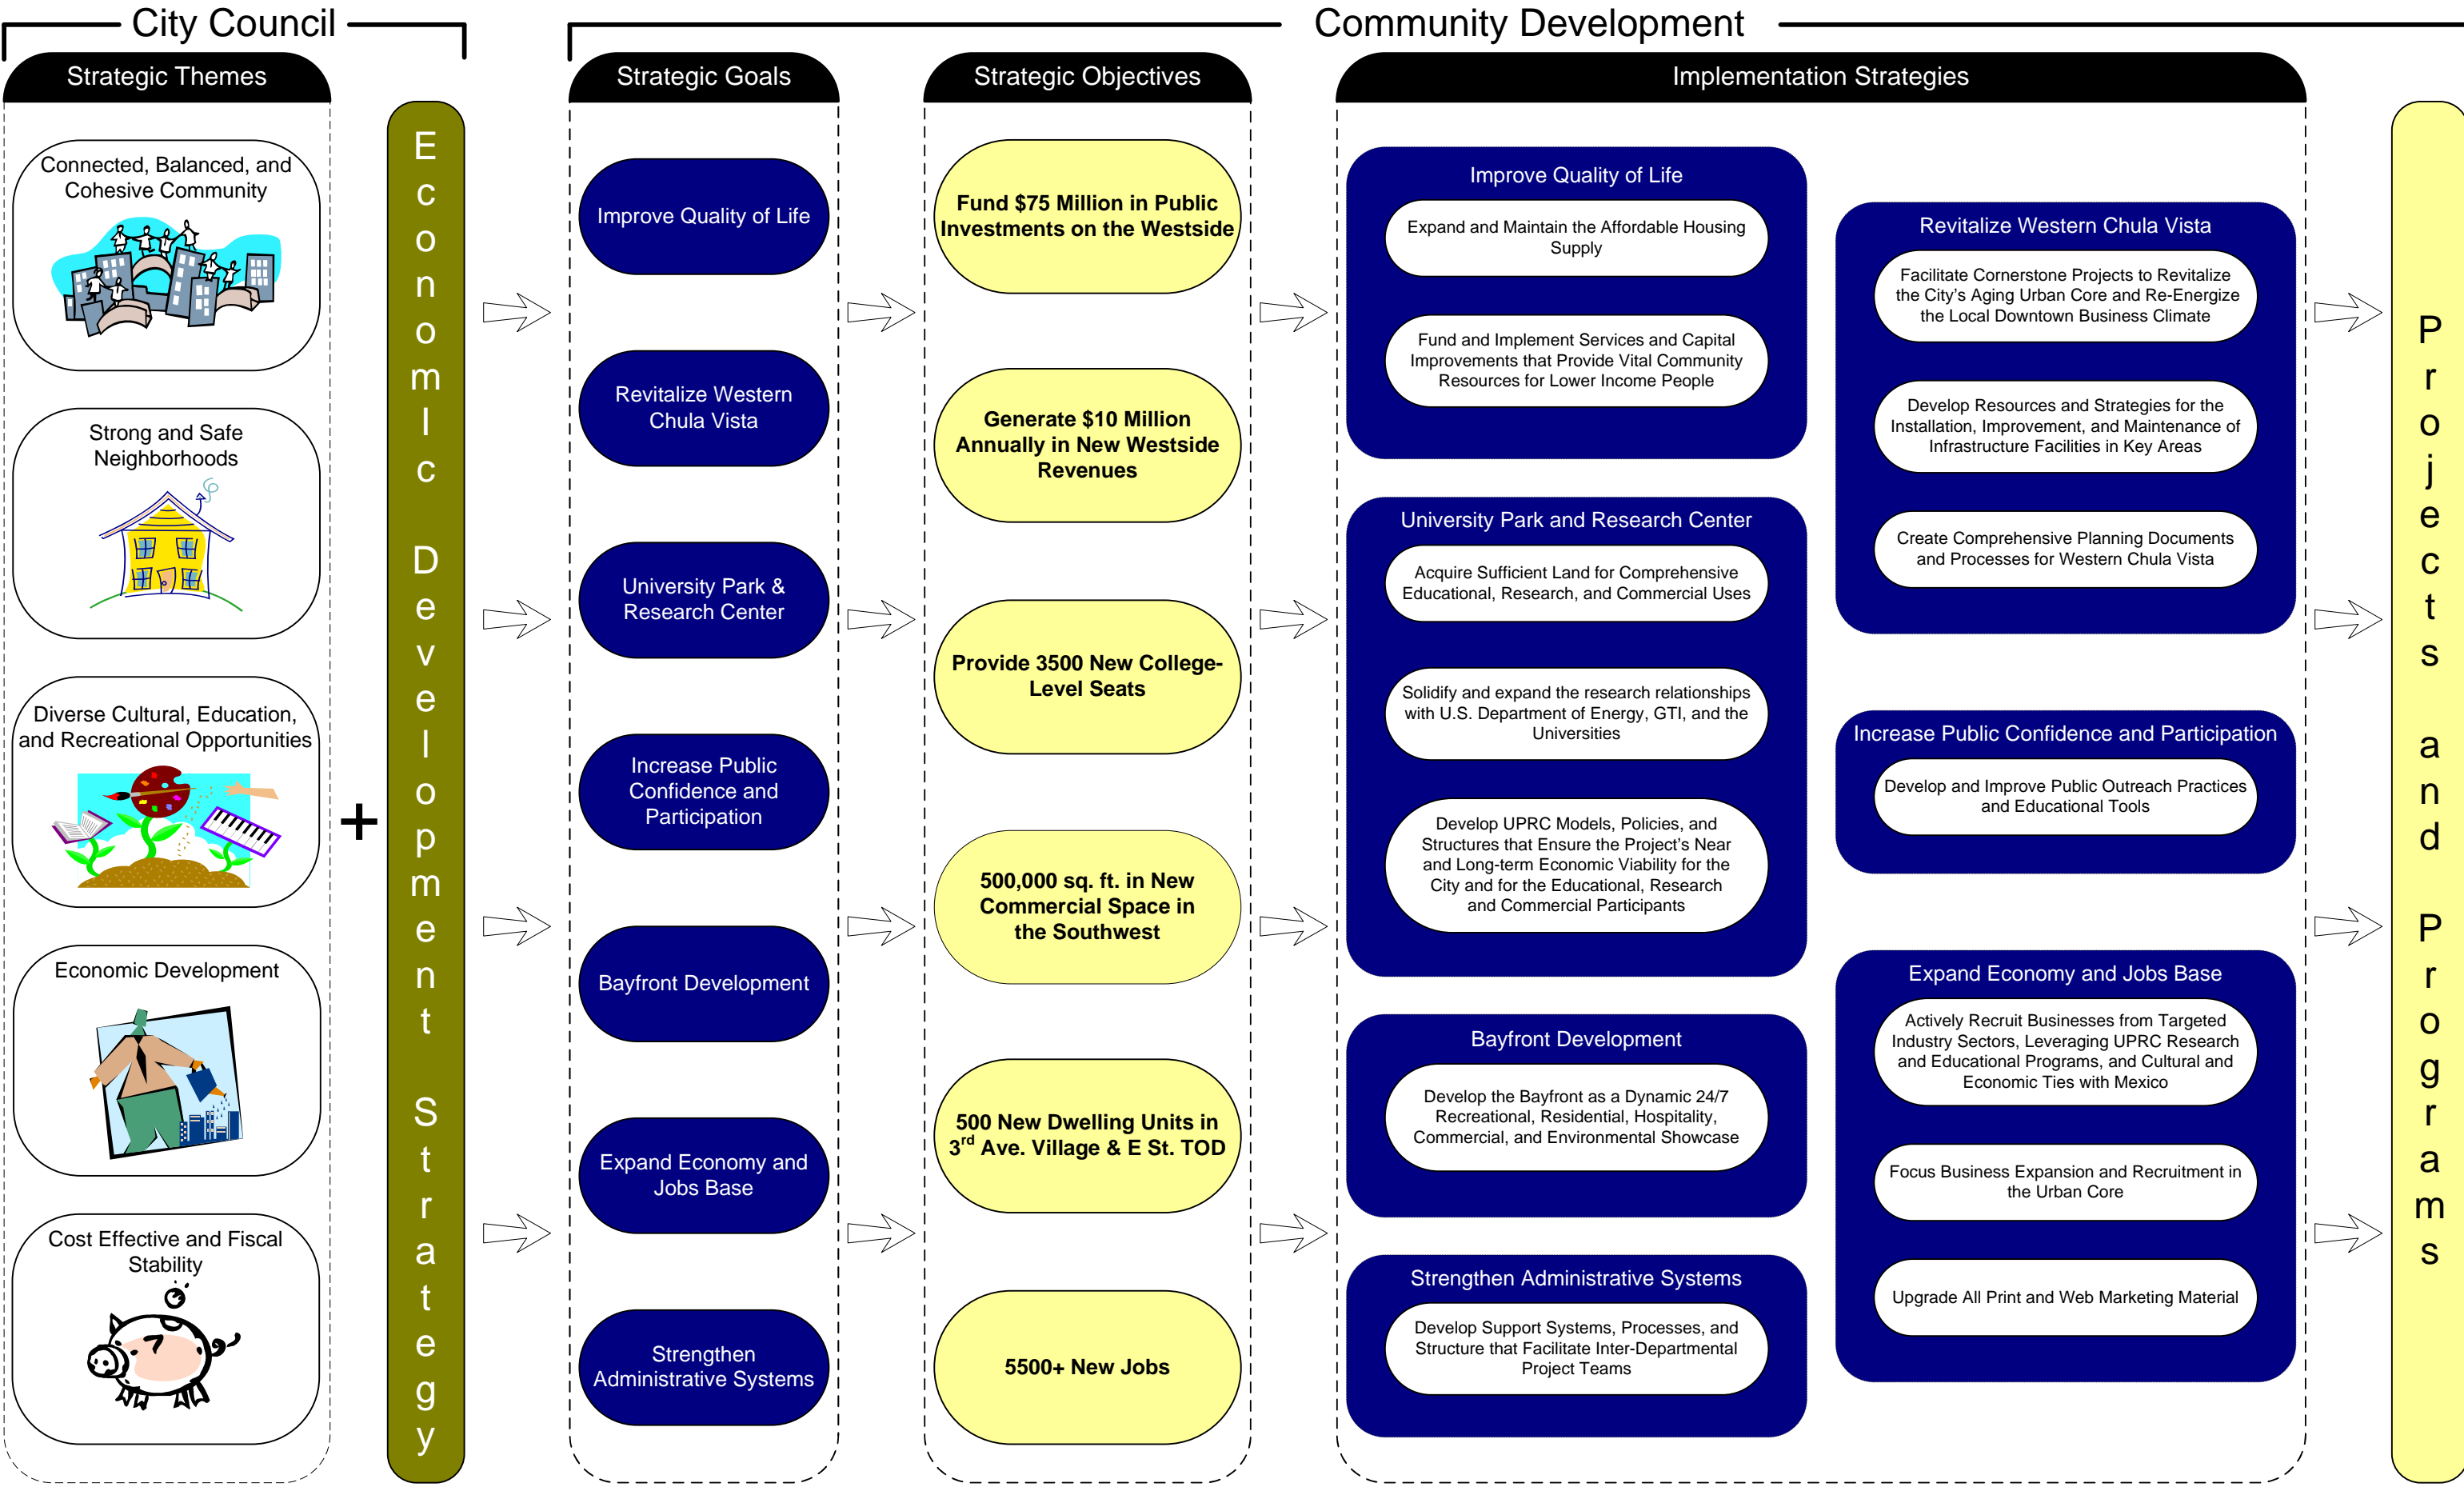 City Council
Community Development
Strategic Themes
Connected, Balanced, and
Cohesive Community
Strong and Safe
Neighborhoods
Diverse Cultural, Education,
and Recreational Opportunities
Economic Development
Cost Effective and Fiscal
Stability
+
EconomIc Development Strategy
Strategic Goals
Improve Quality of Life
Revitalize Western
Chula Vista
University Park &
Research Center
Increase Public
Confidence and
Participation
Bayfront Development
Expand Economy and
Jobs Base
Strengthen
Administrative Systems
Strategic Objectives
Fund $75 Million in Public
Investments on the Westside
Generate $10 Million
Annually in New Westside
Revenues
Provide 3500 New College-
Level Seats
500,000 sq. ft. in New
Commercial Space in
the Southwest
500 New Dwelling Units in
3rd Ave. Village & E St. TOD
5500+ New Jobs
Implementation Strategies
Improve Quality of Life
Expand and Maintain the Affordable Housing
Supply
Fund and Implement Services and Capital
Improvements that Provide Vital Community
Resources for Lower Income People
University Park and Research Center
Acquire Sufficient Land for Comprehensive
Educational, Research, and Commercial Uses
Solidify and expand the research relationships
with U.S. Department of Energy, GTI, and the
Universities
Develop UPRC Models, Policies, and
Structures that Ensure the Project's Near
and Long-term Economic Viability for the
City and for the Educational, Research
and Commercial Participants
Bayfront Development
Develop the Bayfront as a Dynamic 24/7
Recreational, Residential, Hospitality,
Commercial, and Environmental Showcase
Strengthen Administrative Systems
Develop Support Systems, Processes, and
Structure that Facilitate Inter-Departmental
Project Teams
Revitalize Western Chula Vista
Facilitate Cornerstone Projects to Revitalize
the City's Aging Urban Core and Re-Energize
the Local Downtown Business Climate
Develop Resources and Strategies for the
Installation, Improvement, and Maintenance of
Infrastructure Facilities in Key Areas
Create Comprehensive Planning Documents
and Processes for Western Chula Vista
Increase Public Confidence and Participation
Develop and Improve Public Outreach Practices
and Educational Tools
Expand Economy and Jobs Base
Actively Recruit Businesses from Targeted
Industry Sectors, Leveraging UPRC Research
and Educational Programs, and Cultural and
Economic Ties with Mexico
Focus Business Expansion and Recruitment in
the Urban Core
Upgrade All Print and Web Marketing Material
Projects and Programs